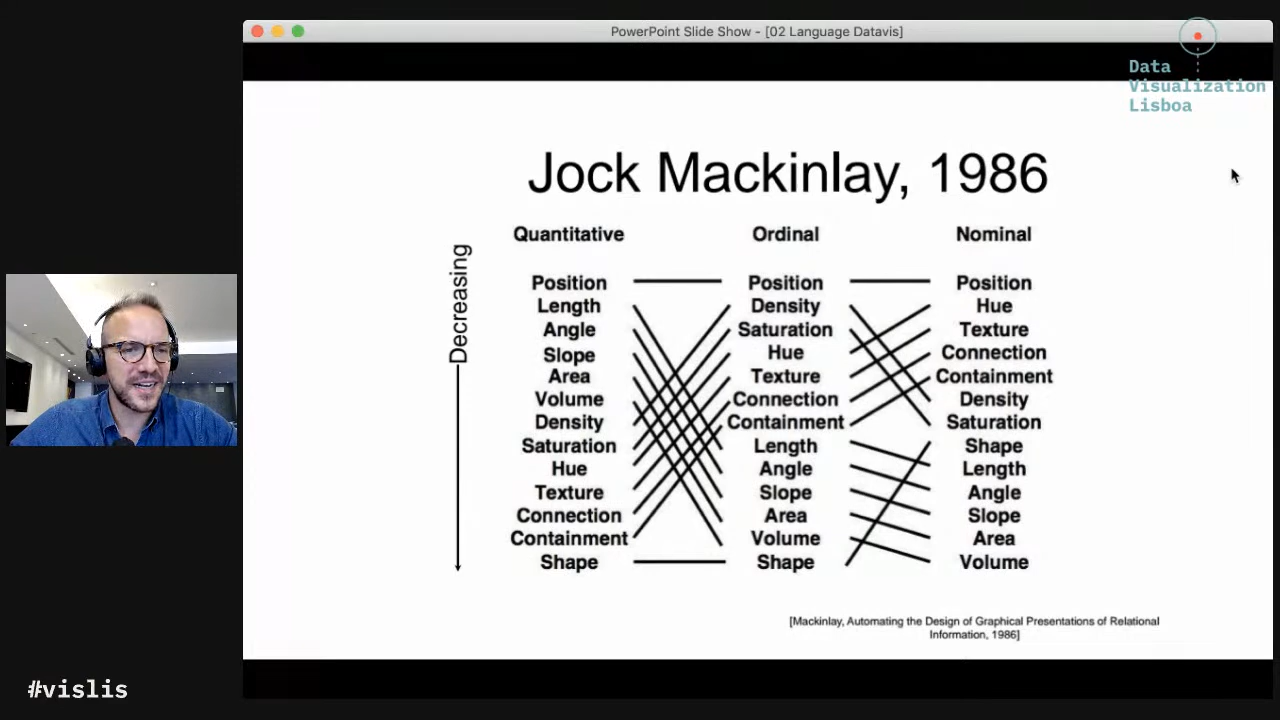 PowerPoint Slide Show - [02 Language Datavis]
Data
Visualization
Lisboa
Jock Mackinlay, 1986
Decreasing
Quantitative Ordinal Nominal
Position Position Position
Length Density Hue
Angle Saturation Texture
Slope Hue Connection
Area Texture Containment
Volume Connection Density
Density Containment Saturation
Saturation Length Shape
Hue Angle Length
Texture Slope Angle
Connection Area Slope
Containment Volume Area
Shape Shape Volume
[Mackinlay, Automating the Design of Graphical Presentations of Relational
Information, 1986]
#vislis